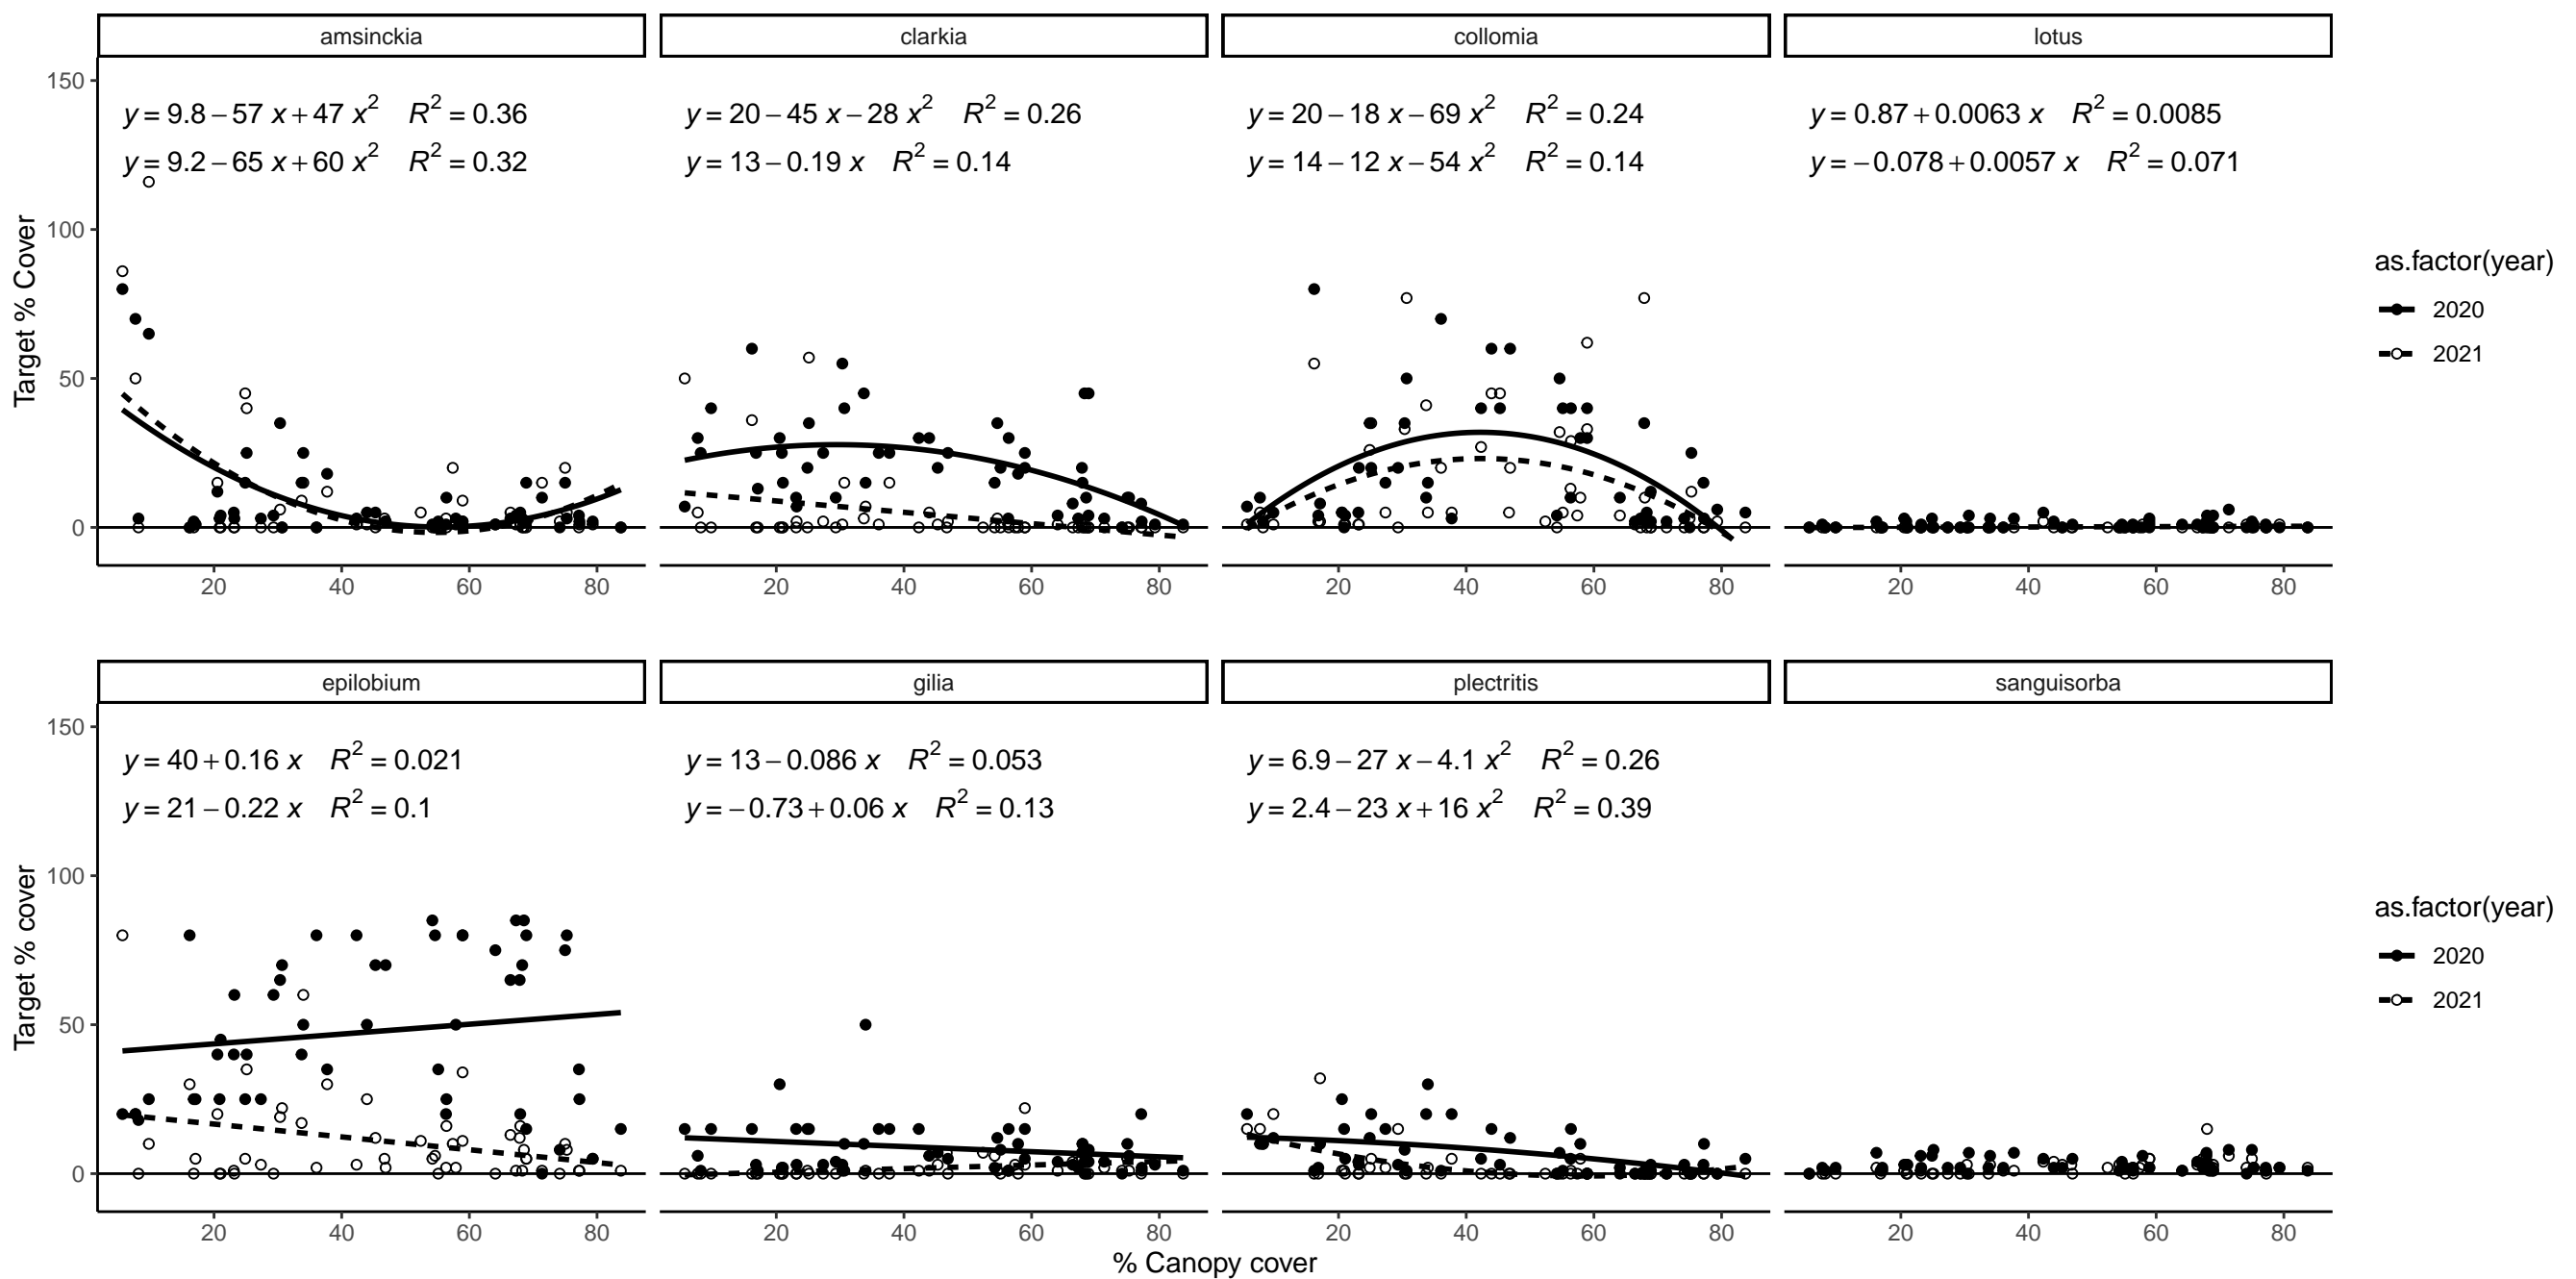 amsinckia clarkia collomia lotus
150
y = 9.8 − 57 x + 47 x² R² = 0.36 y = 20 − 45 x − 28 x² R² = 0.26 y = 20 − 18 x − 69 x² R² = 0.24 y = 0.87 + 0.0063 x R² = 0.0085
y = 9.2 − 65 x + 60 x² R² = 0.32 y = 13 − 0.19 x R² = 0.14 y = 14 − 12 x − 54 x² R² = 0.14 y = −0.078 + 0.0057 x R² = 0.071
100
50
0
Target % Cover
20 40 60 80 20 40 60 80 20 40 60 80 20 40 60 80
as.factor(year)
2020
2021
epilobium gilia plectritis sanguisorba
150
y = 40 + 0.16 x R² = 0.021 y = 13 − 0.086 x R² = 0.053 y = 6.9 − 27 x − 4.1 x² R² = 0.26
y = 21 − 0.22 x R² = 0.1 y = −0.73 + 0.06 x R² = 0.13 y = 2.4 − 23 x + 16 x² R² = 0.39
100
50
0
Target % cover
20 40 60 80 20 40 60 80 20 40 60 80 20 40 60 80
% Canopy cover
as.factor(year)
2020
2021